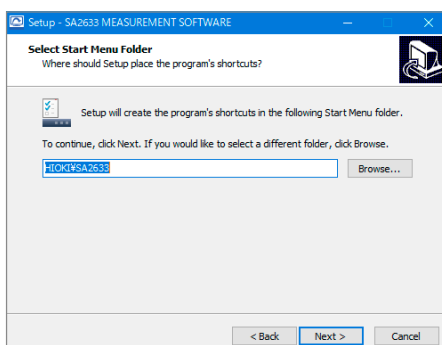 Setup - SA2633 MEASUREMENT SOFTWARE
Select Start Menu Folder
Where should Setup place the program's shortcuts?
Setup will create the program's shortcuts in the following Start Menu folder.
To continue, click Next. If you would like to select a different folder, click Browse.
HIOKI¥SA2633
Browse...
< Back
Next >
Cancel